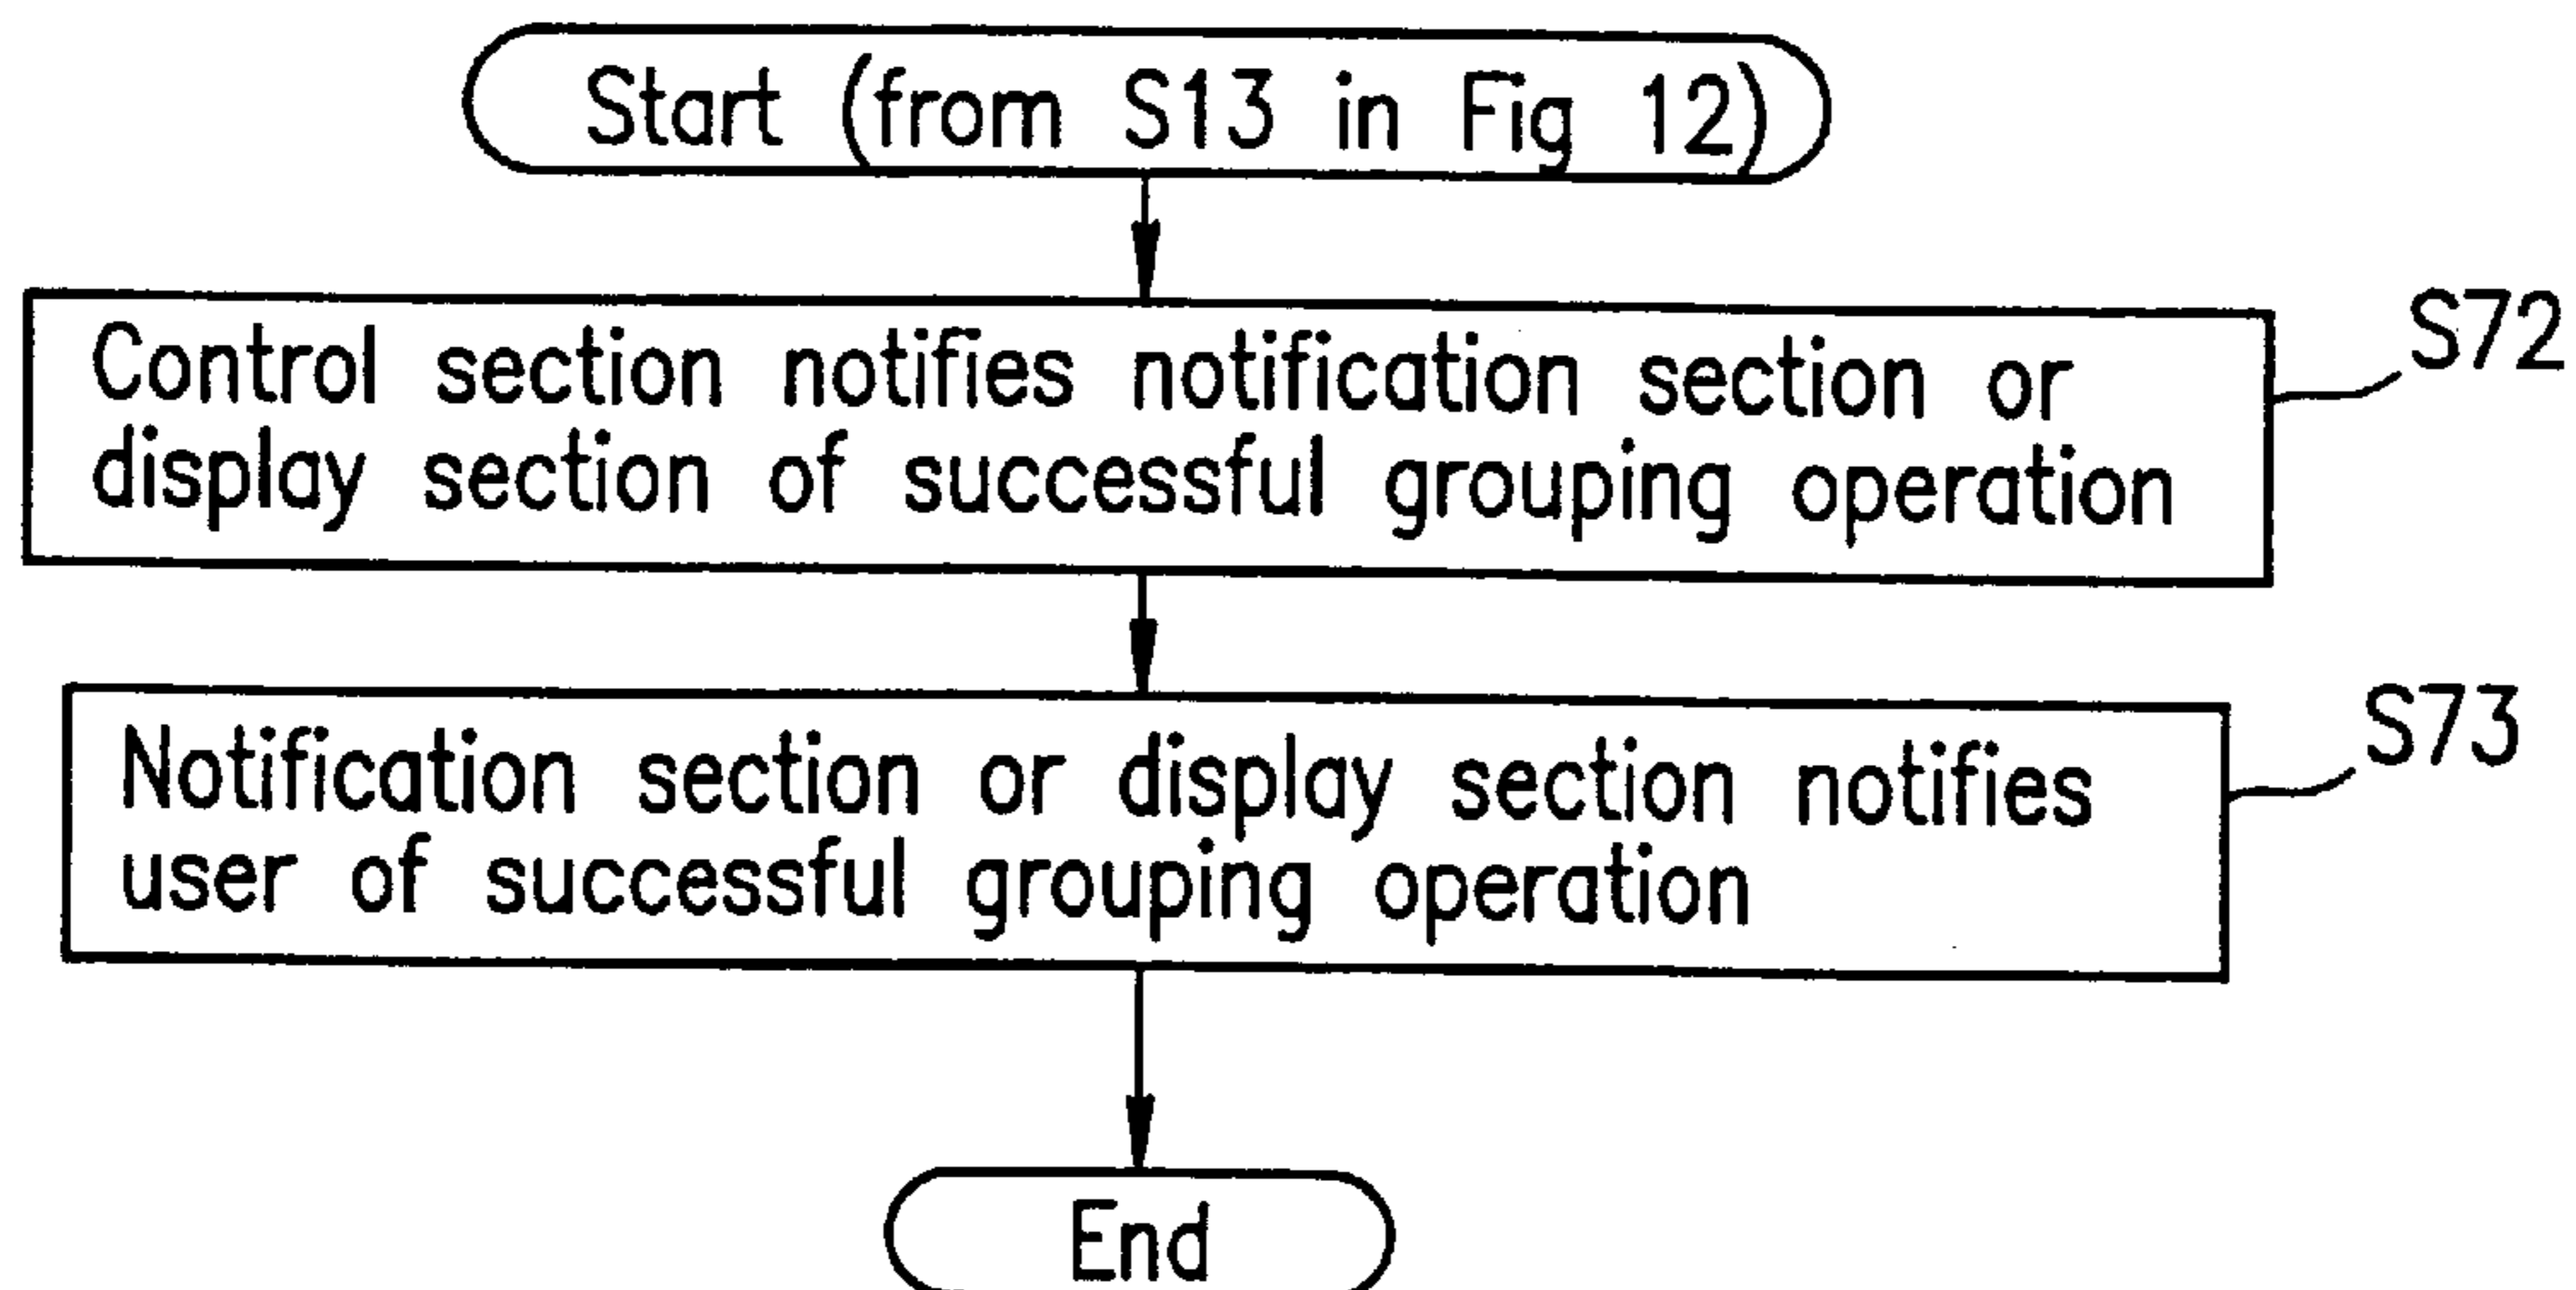 Start (from S13 in Fig 12)
Control section notifies notification section or
display section of successful grouping operation
S72
Notification section or display section notifies
user of successful grouping operation
S73
End